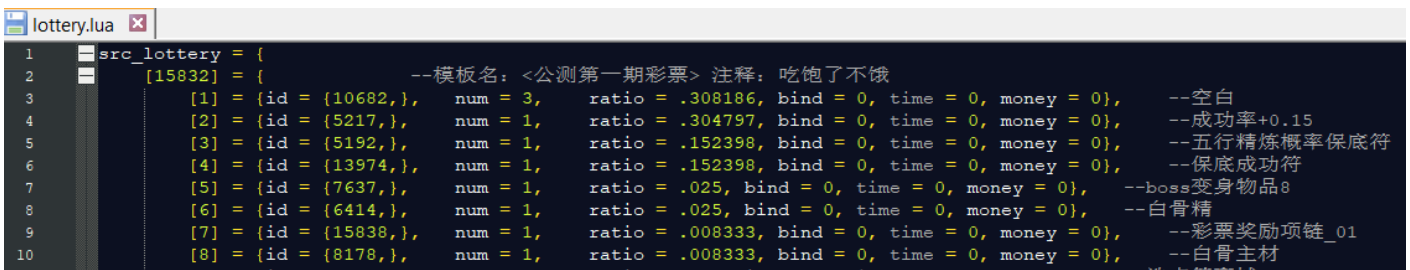 lottery.lua
1 src_lottery = {
2 [15832] = { --模板名：<公测第一期彩票> 注释：吃饱了不饿
3 [1] = {id = {10682,}, num = 3, ratio = .308186, bind = 0, time = 0, money = 0}, --空白
4 [2] = {id = {5217,}, num = 1, ratio = .304797, bind = 0, time = 0, money = 0}, --成功率+0.15
5 [3] = {id = {5192,}, num = 1, ratio = .152398, bind = 0, time = 0, money = 0}, --五行精炼概率保底符
6 [4] = {id = {13974,}, num = 1, ratio = .152398, bind = 0, time = 0, money = 0}, --保底成功符
7 [5] = {id = {7637,}, num = 1, ratio = .025, bind = 0, time = 0, money = 0}, --boss变身物品8
8 [6] = {id = {6414,}, num = 1, ratio = .025, bind = 0, time = 0, money = 0}, --白骨精
9 [7] = {id = {15838,}, num = 1, ratio = .008333, bind = 0, time = 0, money = 0}, --彩票奖励项链_01
10 [8] = {id = {8178,}, num = 1, ratio = .008333, bind = 0, time = 0, money = 0}, --白骨主材